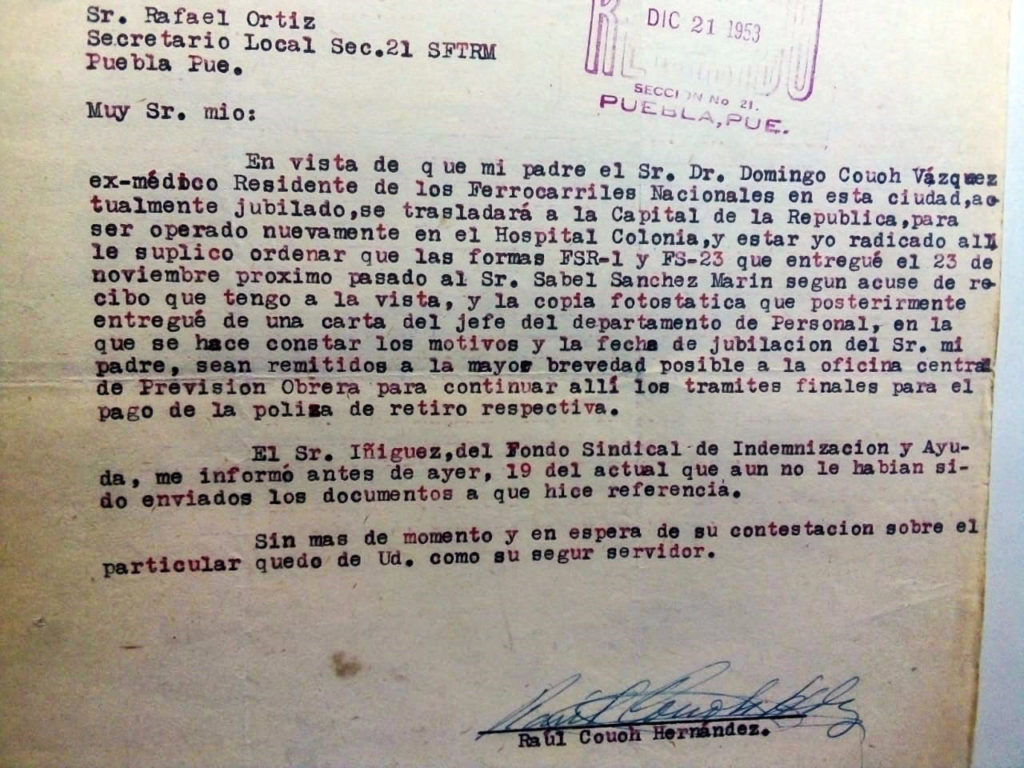 Sr. Rafael Ortiz
Secretario Local Sec.21 SFTRM
Puebla Pue.
DIC 21 1953
SECCION No 21.
PUEBLA, PUE.
Muy Sr. mio:
En vista de q ue mi padre el Sr. Dr. Domingo Couoh Vázquez
ex-médico Residente de los Ferrocarriles Nacionales en esta ciudad,ac-
tualmente jubilado,se trasladará a la Capital de la Republica,para
ser operado nuevamente en el Hospital Colonia,y estar yo radicado allí
le suplico ordenar que las formas FSR-1 y FS-23 que entregué el 23 de
noviembre proximo pasado al Sr. Sabel Sanchez Marin segun acuse de re-
cibo que tengo a la vista, y la copia fotostatica que posterirmente
entregué de una carta del jefe del departamento de Personal, en la
que se hace constar los motivos y la fecha de jubilacion del Sr. mi
padre, sean remitidos a la mayor brevedad posible a la oficina central
de Prevision Obrera para continuar allí los tramites finales para el
pago de la poliza de retiro respectiva.
El Sr. Iñiguez,del Fondo Sindical de Indemnizacion y Ayu-
da, me informó antes de ayer, 19 del actual que aun no le habian si-
do enviados los documentos a que hice referencia.
Sin mas de momento y en espera de su contestacion sobre el
particular quedo de Ud. como su segur servidor.
Raúl Couoh Hernández.